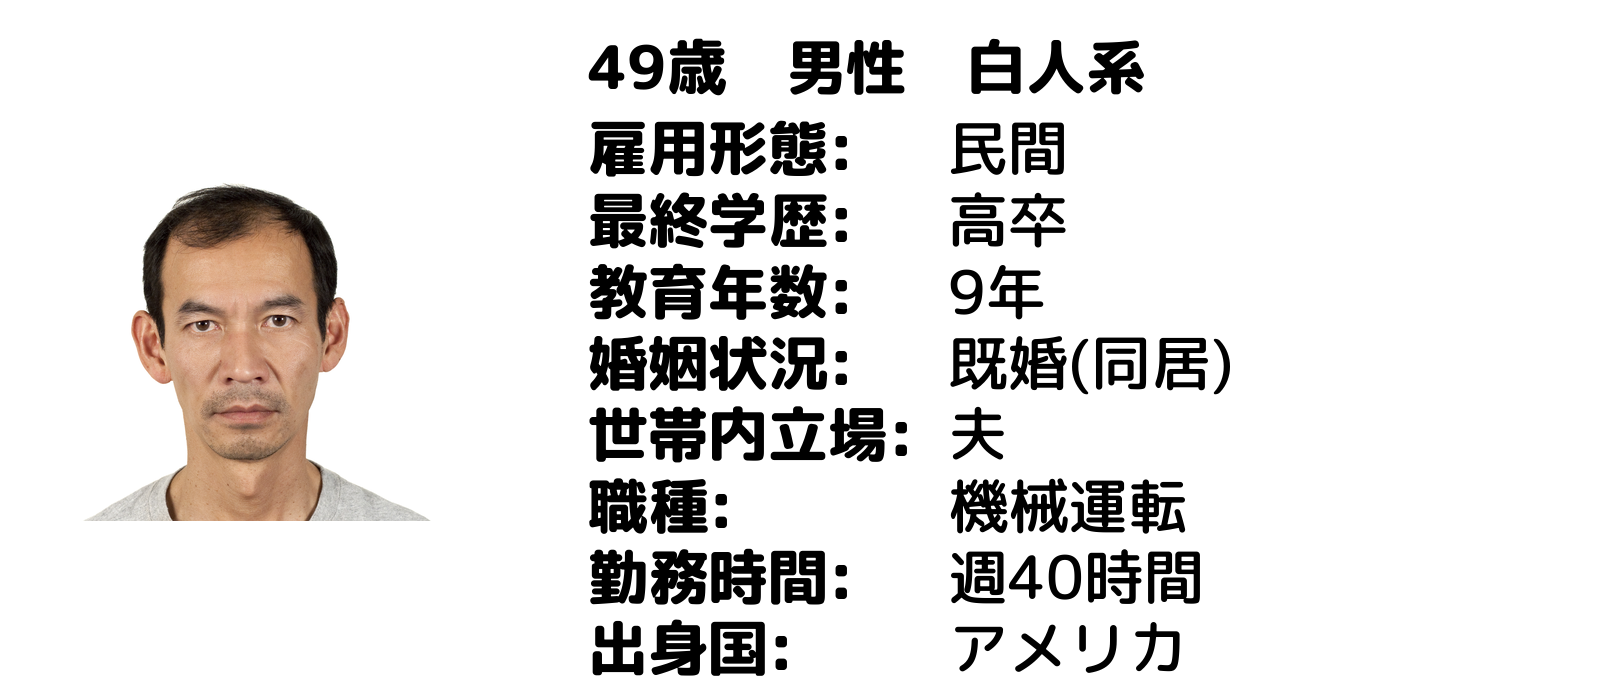 49歳　男性　白人系
雇用形態: 民間
最終学歴: 高卒
教育年数: 9年
婚姻状況: 既婚(同居)
世帯内立場: 夫
職種: 機械運転
勤務時間: 週40時間
出身国: アメリカ